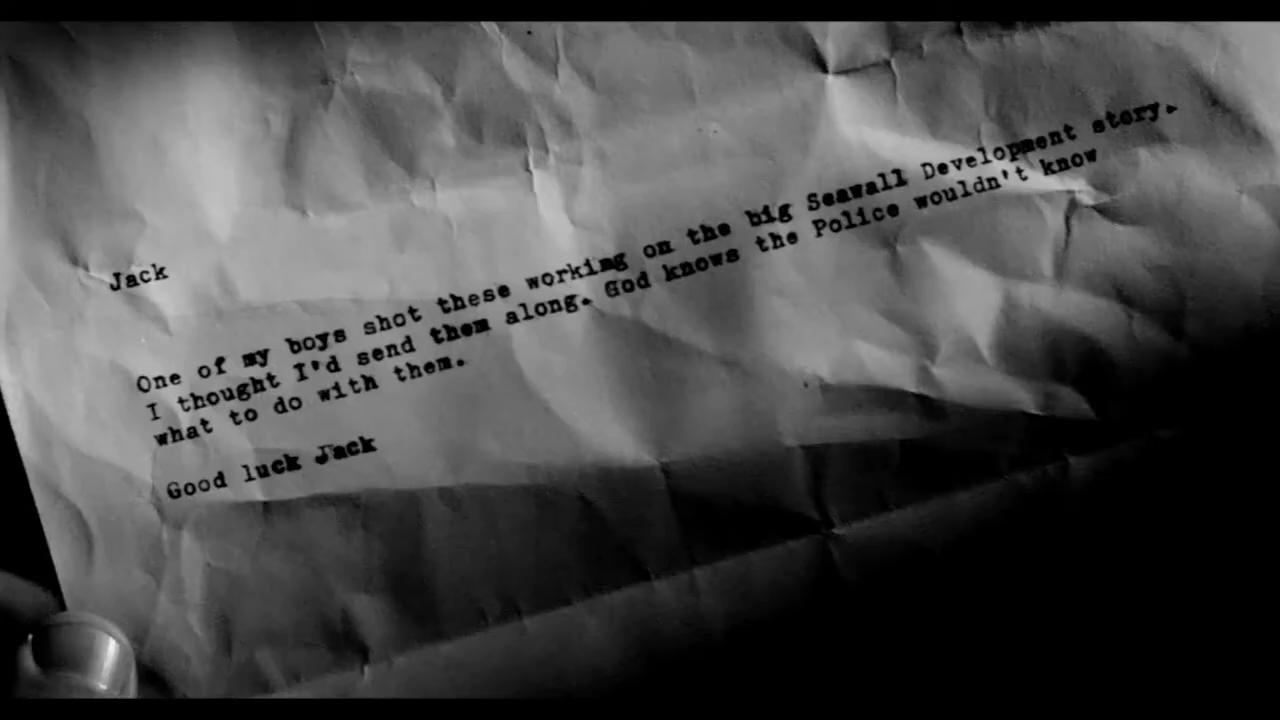 Jack
One of my boys shot these working on the big Seawall Development story.
I thought I'd send them along. God knows the Police wouldn't know
what to do with them.
Good luck Jack